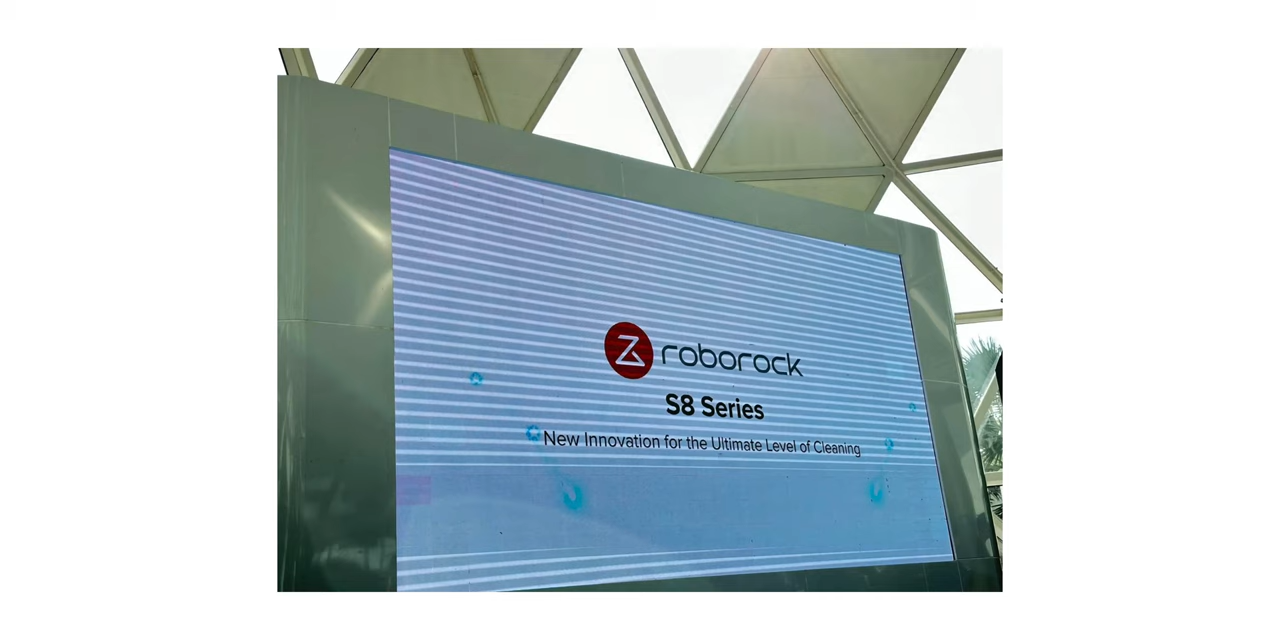 roborock
S8 Series
New Innovation for the Ultimate Level of Cleaning